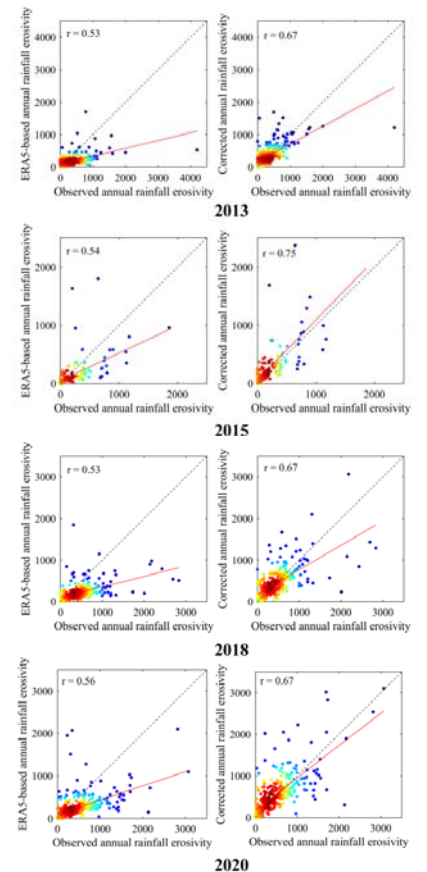 ERA5-based annual rainfall erosivity
4000
3000
2000
1000
0
r = 0.53
0 1000 2000 3000 4000
Observed annual rainfall erosivity
Corrected annual rainfall erosivity
4000
3000
2000
1000
0
r = 0.67
0 1000 2000 3000 4000
Observed annual rainfall erosivity
2013
ERA5-based annual rainfall erosivity
2000
1000
0
r = 0.54
0 1000 2000
Observed annual rainfall erosivity
Corrected annual rainfall erosivity
2000
1000
0
r = 0.75
0 1000 2000
Observed annual rainfall erosivity
2015
ERA5-based annual rainfall erosivity
3000
2000
1000
0
r = 0.53
0 1000 2000 3000
Observed annual rainfall erosivity
Corrected annual rainfall erosivity
3000
2000
1000
0
r = 0.67
0 1000 2000 3000
Observed annual rainfall erosivity
2018
ERA5-based annual rainfall erosivity
3000
2000
1000
0
r = 0.56
0 1000 2000 3000
Observed annual rainfall erosivity
Corrected annual rainfall erosivity
3000
2000
1000
0
r = 0.67
0 1000 2000 3000
Observed annual rainfall erosivity
2020